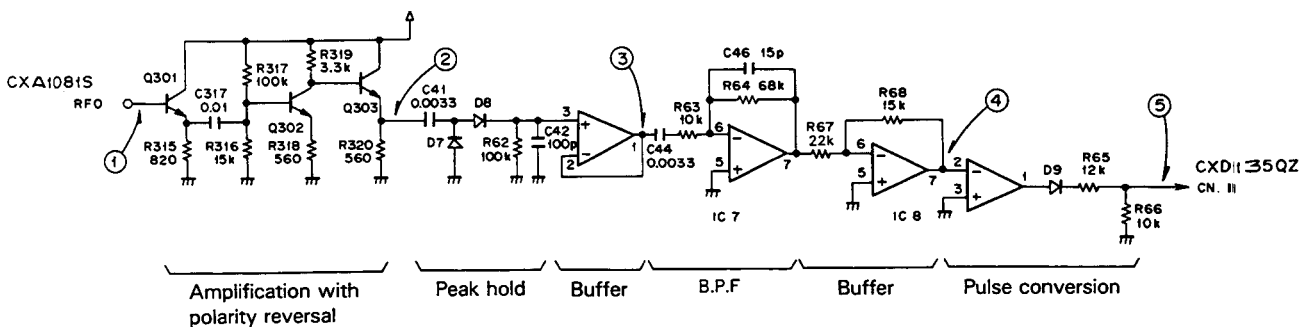 CXA1081S
RFO
1
Q301
R315
820
C317
0.01
R317
100k
R316
15k
Q302
R318
560
R319
3.3k
Q303
R320
560
2
C41
0.0033
D7
D8
R62
100k
C42
100p
3
+
−
2
1
3
C44
0.0033
R63
10k
C46 15p
R64 68k
6
−
5
+
7
IC 7
R67
22k
R68
15k
6
−
5
+
7
IC 8
4
2
−
3
+
1
D9
R65
12k
R66
10k
5
CN.
Amplification with
polarity reversal
Peak hold
Buffer
B.P.F
Buffer
Pulse conversion